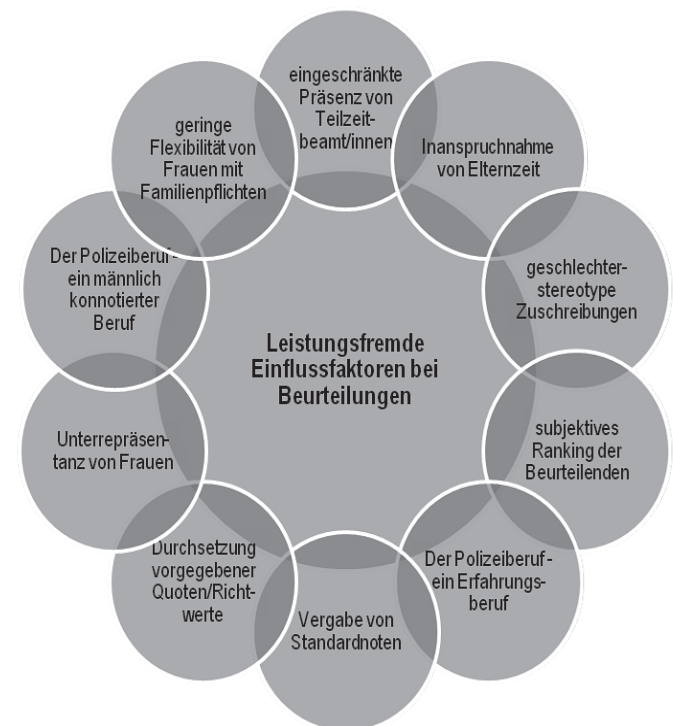 eingeschränkte
Präsenz von
Teilzeit-
beamt/innen
Inanspruchnahme
von Elternzeit
geschlechter-
stereotype
Zuschreibungen
subjektives
Ranking der
Beurteilenden
Der Polizeiberuf -
ein Erfahrungs-
beruf
Vergabe von
Standardnoten
Durchsetzung
vorgegebener
Quoten/Richt-
werte
Unterrepräsen-
tanz von Frauen
Der Polizeiberuf -
ein männlich
konnotierter
Beruf
geringe
Flexibilität von
Frauen mit
Familienpflichten
Leistungsfremde
Einflussfaktoren bei
Beurteilungen